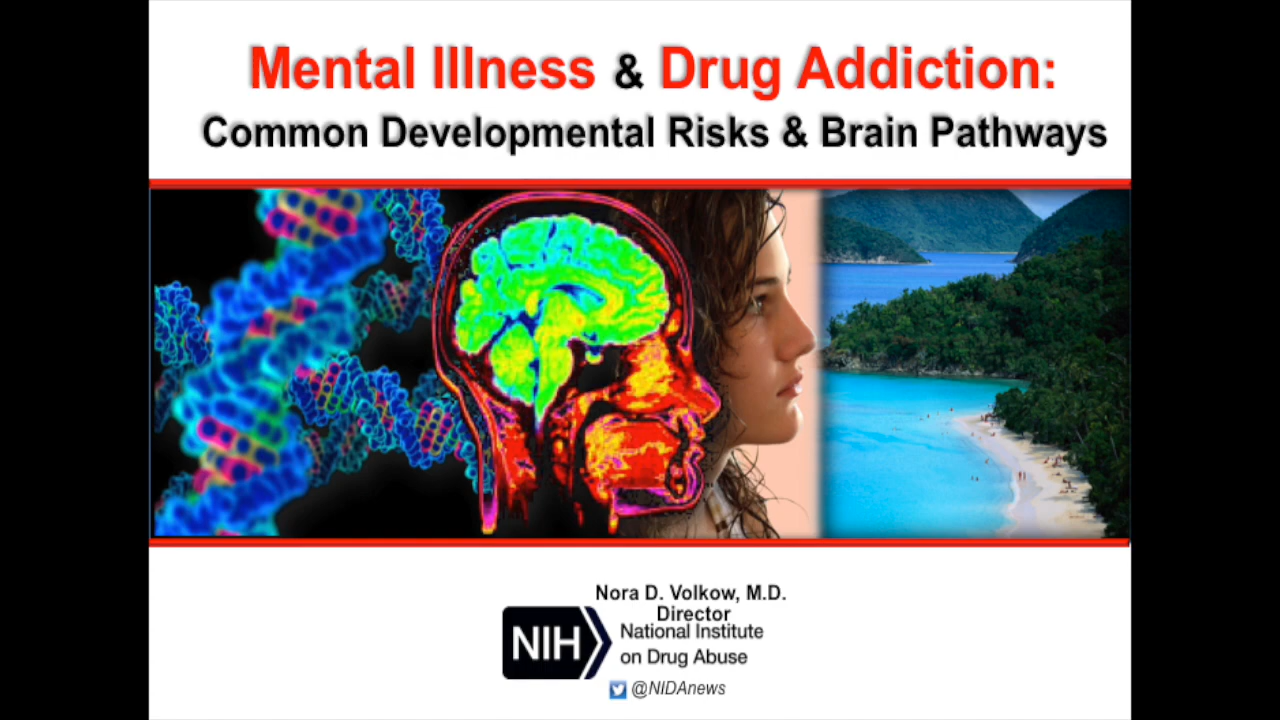 Mental Illness & Drug Addiction:
Common Developmental Risks & Brain Pathways
Nora D. Volkow, M.D.
Director
NIH
National Institute
on Drug Abuse
@NIDAnews